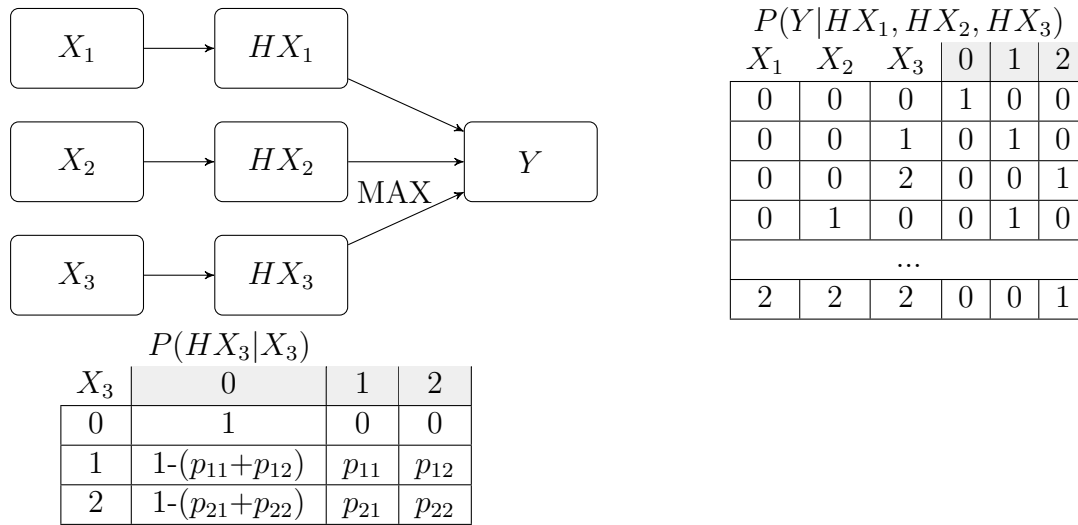 X₁ HX₁
X₂ HX₂ Y
MAX
X₃ HX₃
P(Y|HX₁, HX₂, HX₃)
X₁ X₂ X₃ 0 1 2
0 0 0 1 0 0
0 0 1 0 1 0
0 0 2 0 0 1
0 1 0 0 1 0
...
2 2 2 0 0 1
P(HX₃|X₃)
X₃ 0 1 2
0 1 0 0
1 1-(p₁₁+p₁₂) p₁₁ p₁₂
2 1-(p₂₁+p₂₂) p₂₁ p₂₂